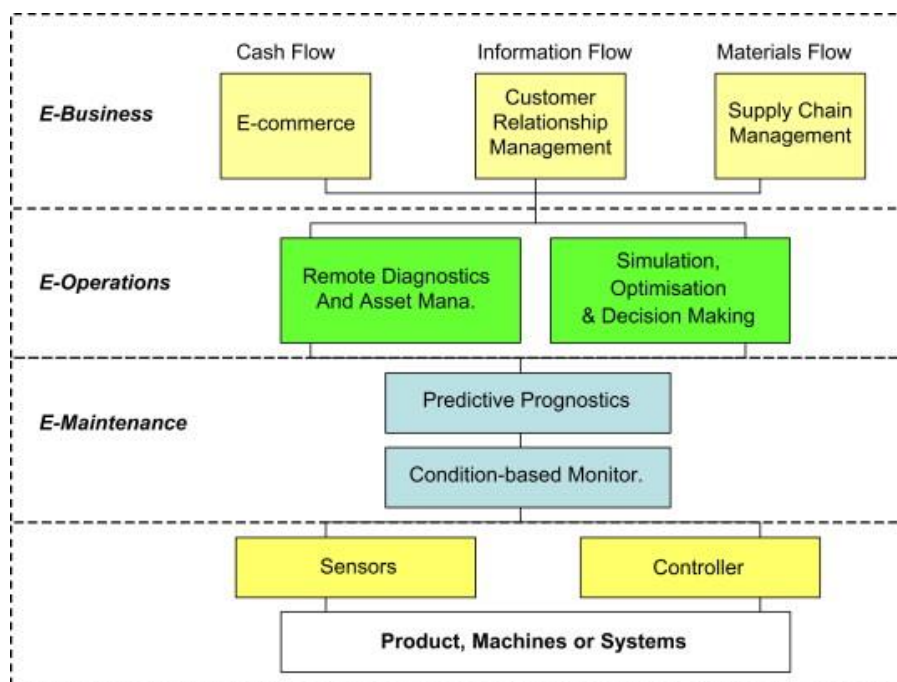 Cash Flow
Information Flow
Materials Flow
E-Business
E-commerce
Customer
Relationship
Management
Supply Chain
Management
E-Operations
Remote Diagnostics
And Asset Mana.
Simulation,
Optimisation
& Decision Making
E-Maintenance
Predictive Prognostics
Condition-based Monitor.
Sensors
Controller
Product, Machines or Systems